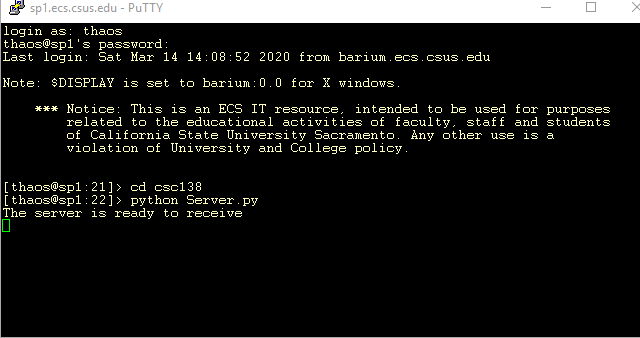 sp1.ecs.csus.edu - PuTTY
login as: thaos
thaos@sp1's password:
Last login: Sat Mar 14 14:08:52 2020 from barium.ecs.csus.edu
Note: $DISPLAY is set to barium:0.0 for X windows.
*** Notice: This is an ECS IT resource, intended to be used for purposes
related to the educational activities of faculty, staff and students
of California State University Sacramento. Any other use is a
violation of University and College policy.
[thaos@sp1:21]> cd csc138
[thaos@sp1:22]> python Server.py
The server is ready to receive